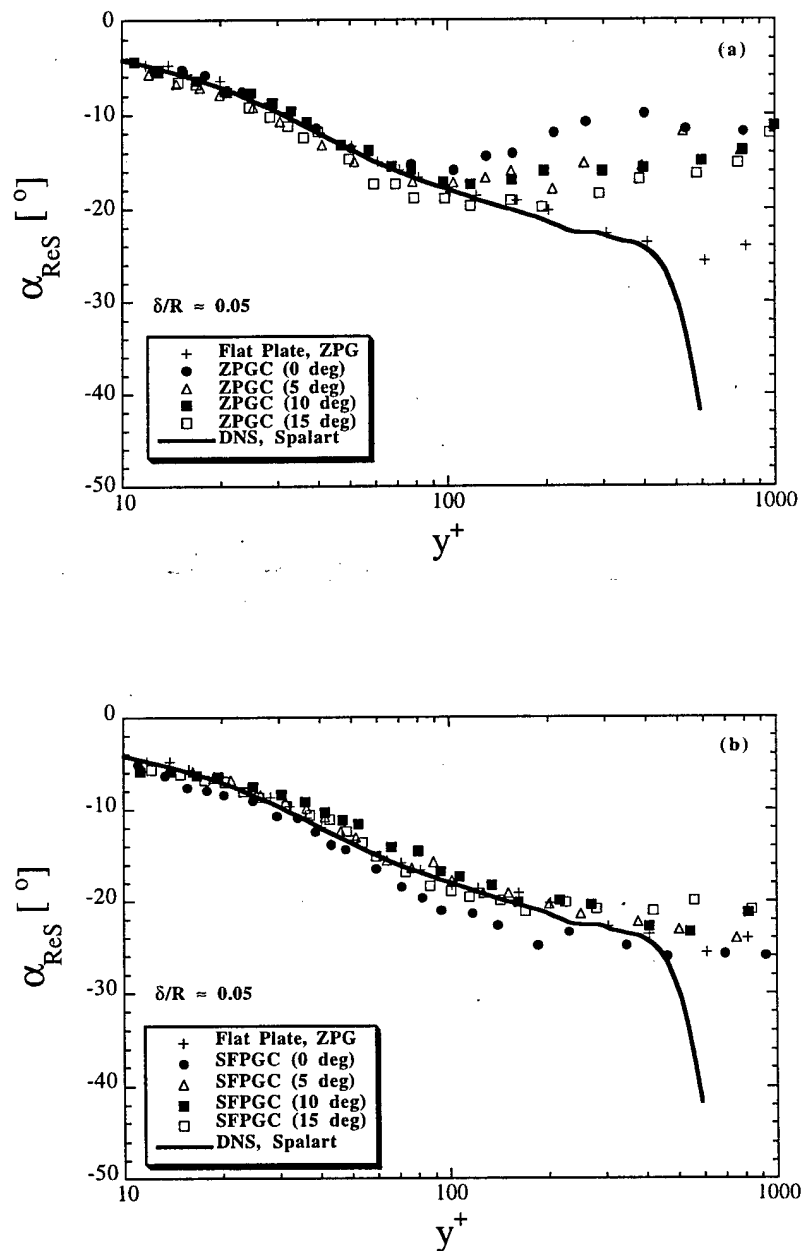 0
-10
-20
-30
-40
-50
α_ReS [ º]
(a)
δ/R ≈ 0.05
+ Flat Plate, ZPG
● ZPGC (0 deg)
△ ZPGC (5 deg)
■ ZPGC (10 deg)
□ ZPGC (15 deg)
DNS, Spalart
10 100 1000
y⁺
0
-10
-20
-30
-40
-50
α_ReS [ º]
(b)
δ/R ≈ 0.05
+ Flat Plate, ZPG
● SFPGC (0 deg)
△ SFPGC (5 deg)
■ SFPGC (10 deg)
□ SFPGC (15 deg)
DNS, Spalart
10 100 1000
y⁺